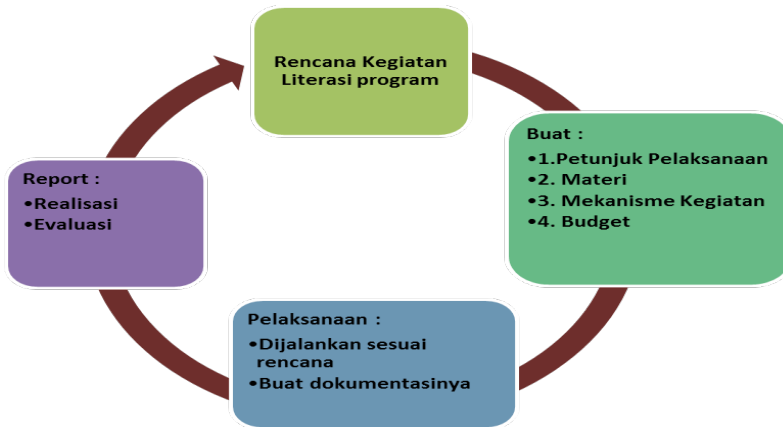 Rencana Kegiatan
Literasi program
Buat :
•1.Petunjuk Pelaksanaan
•2. Materi
•3. Mekanisme Kegiatan
•4. Budget
Pelaksanaan :
•Dijalankan sesuai
rencana
•Buat dokumentasinya
Report :
•Realisasi
•Evaluasi